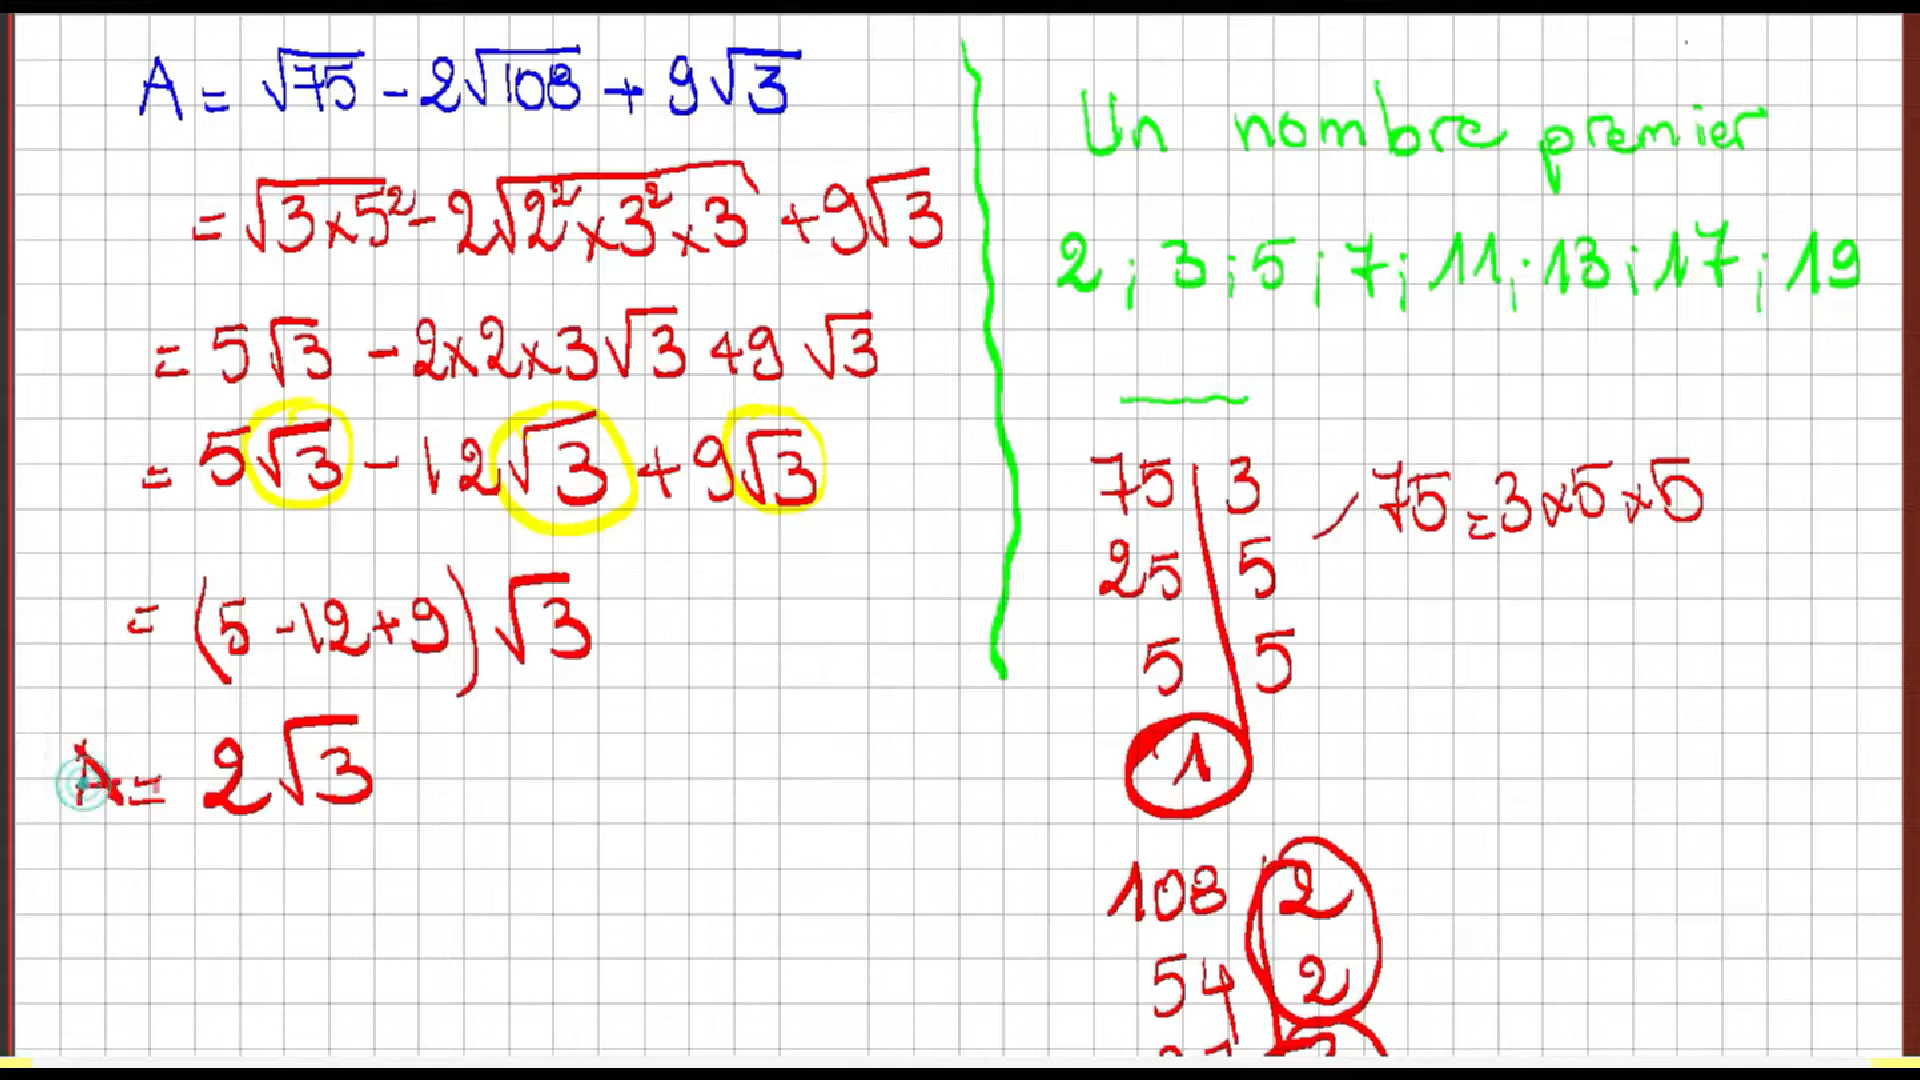 A = √75 - 2√108 + 9√3
= √3×5² - 2√2²×3²×3 + 9√3
= 5√3 - 2×2×3√3 + 9√3
= 5√3 - 12√3 + 9√3
= (5 - 12 + 9)√3
A = 2√3
Un nombre premier
2 ; 3 ; 5 ; 7 ; 11 ; 13 ; 17 ; 19
75 | 3 75 = 3×5×5
25 | 5
5 | 5
1
108 | 2
54 | 2